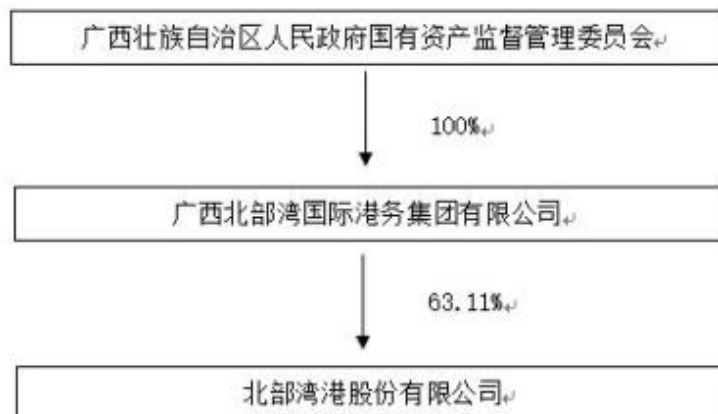 广西壮族自治区人民政府国有资产监督管理委员会
100%
广西北部湾国际港务集团有限公司
63.11%
北部湾港股份有限公司